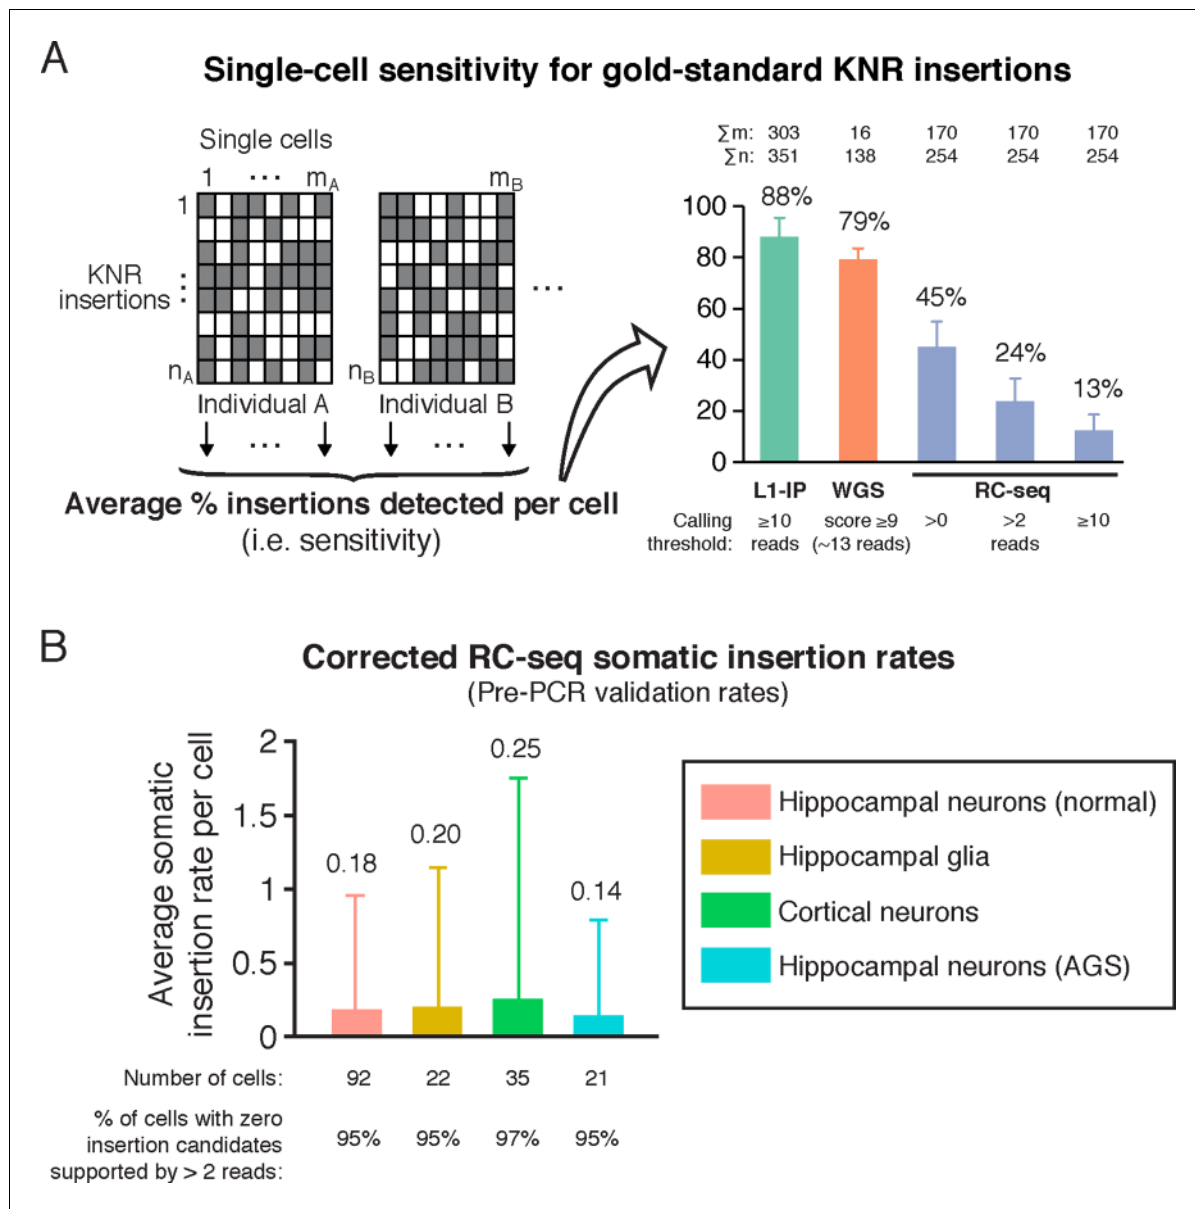 A
Single-cell sensitivity for gold-standard KNR insertions
Single cells
1 ... m_A
m_B
1
KNR
insertions
...
n_A
n_B
Individual A
Individual B
...
...
Average % insertions detected per cell
(i.e. sensitivity)
∑m: 303 16 170 170 170
∑n: 351 138 254 254 254
88%
79%
45%
24%
13%
100
80
60
40
20
0
L1-IP WGS RC-seq
Calling threshold:
≥10 reads
score ≥9 (~13 reads)
>0 >2 ≥10
reads
B
Corrected RC-seq somatic insertion rates
(Pre-PCR validation rates)
Average somatic
insertion rate per cell
2
1.5
1
0.5
0
0.18
0.20
0.25
0.14
Hippocampal neurons (normal)
Hippocampal glia
Cortical neurons
Hippocampal neurons (AGS)
Number of cells: 92 22 35 21
% of cells with zero
insertion candidates 95% 95% 97% 95%
supported by > 2 reads: